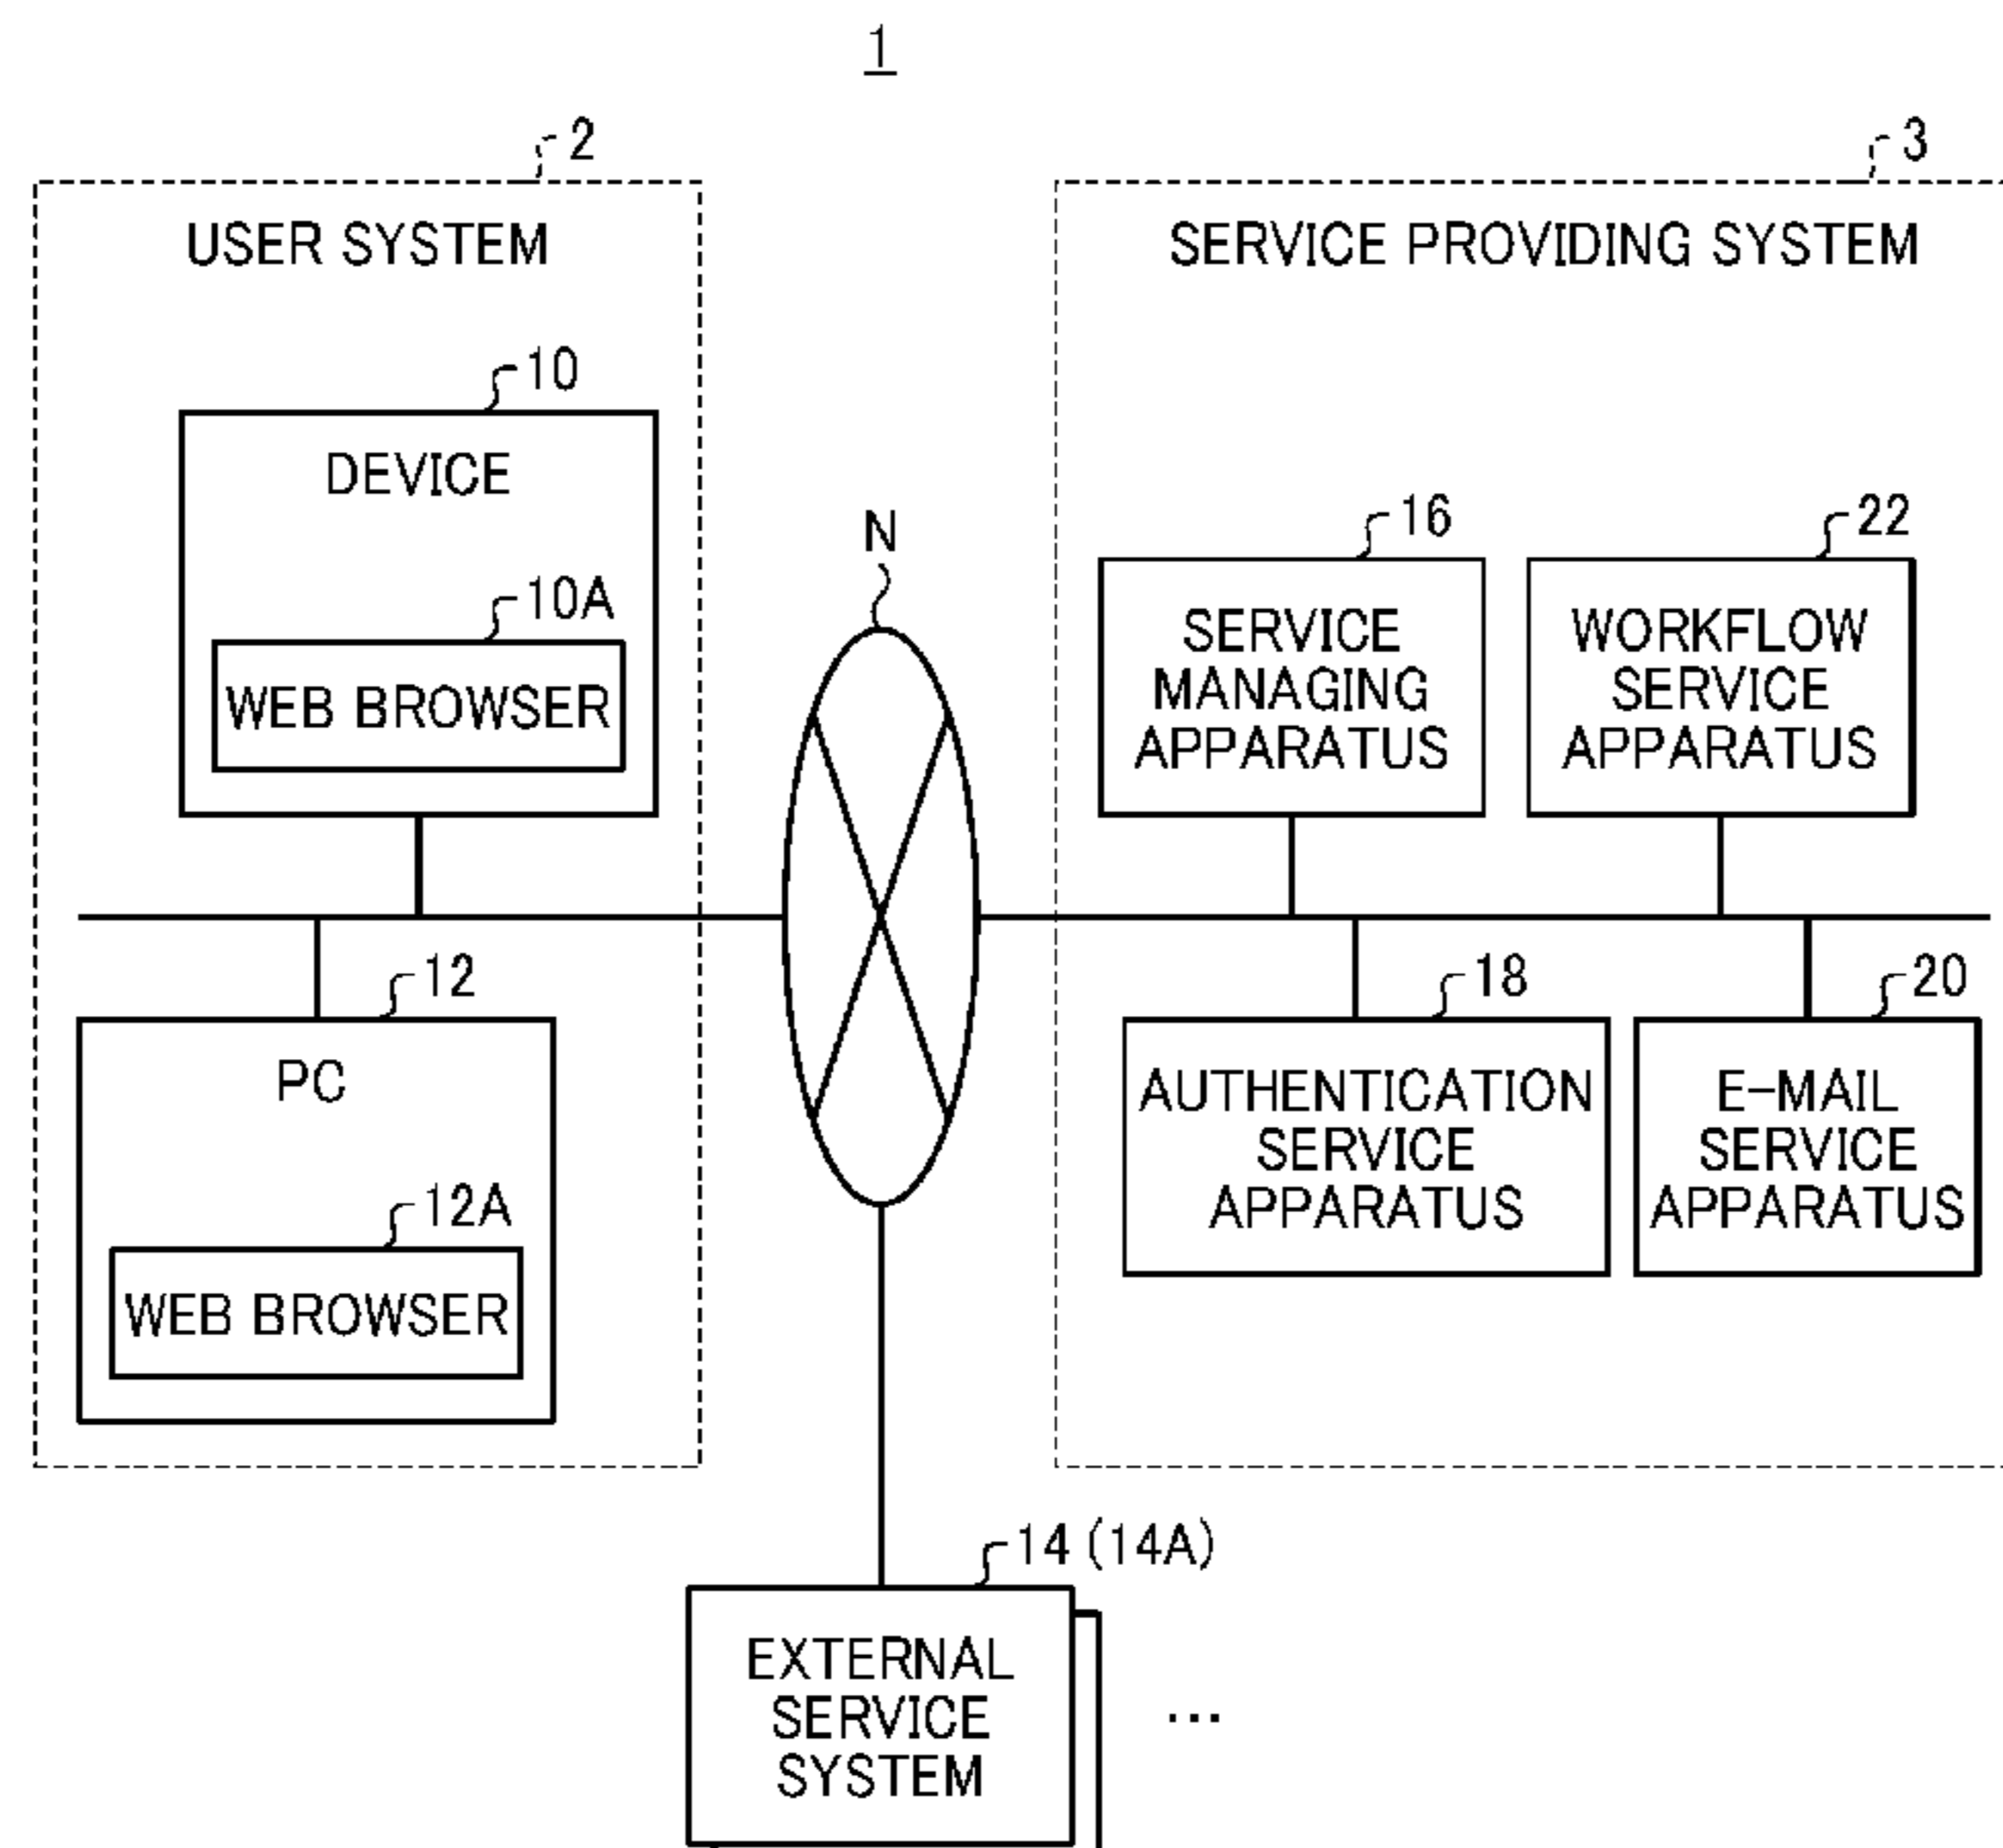 1
2
USER SYSTEM
10
DEVICE
10A
WEB BROWSER
12
PC
12A
WEB BROWSER
N
3
SERVICE PROVIDING SYSTEM
16
SERVICE
MANAGING
APPARATUS
22
WORKFLOW
SERVICE
APPARATUS
18
AUTHENTICATION
SERVICE
APPARATUS
20
E-MAIL
SERVICE
APPARATUS
14 (14A)
EXTERNAL
SERVICE
SYSTEM
...